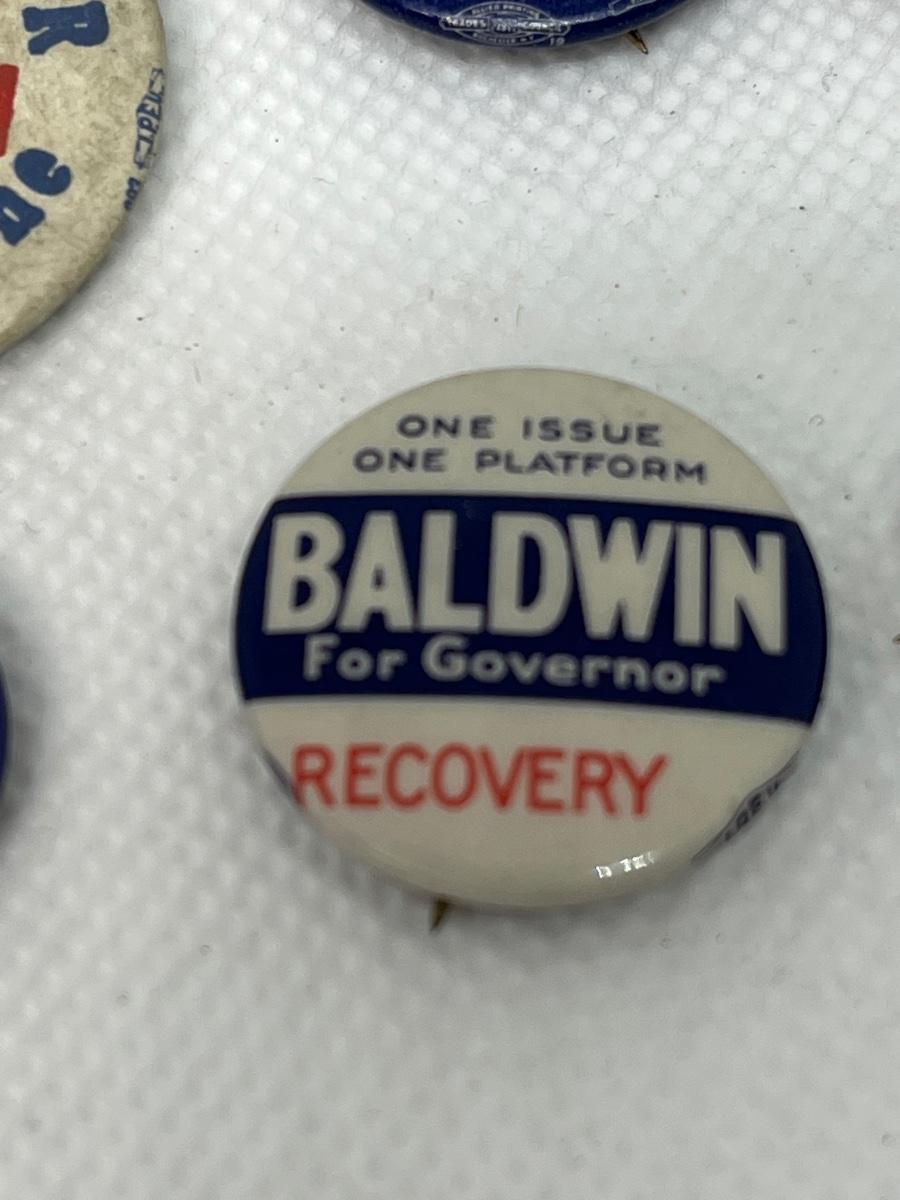 R
ONE ISSUE
ONE PLATFORM
BALDWIN
For Governor
RECOVERY